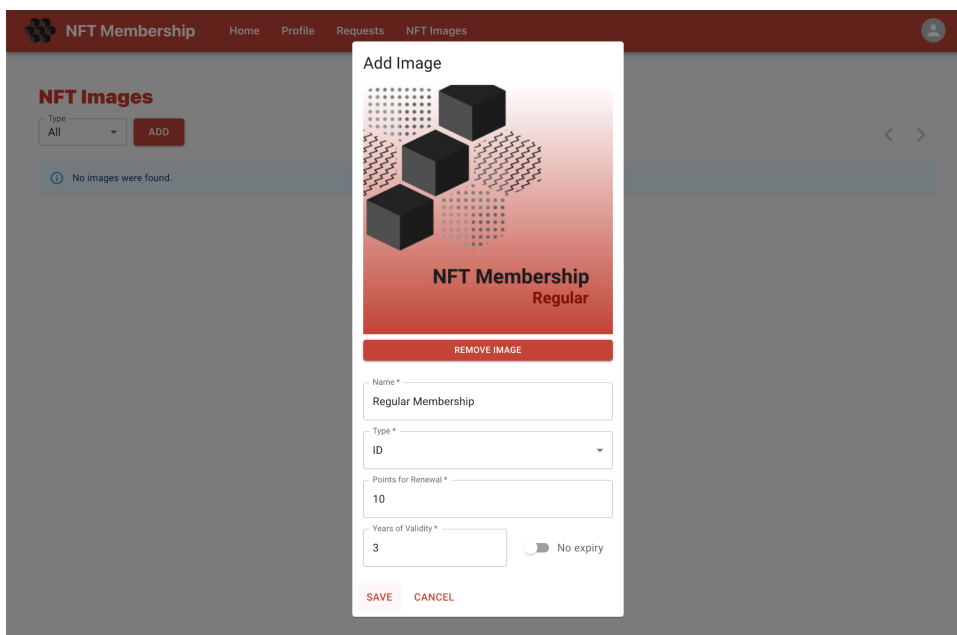 NFT Membership Home Profile Requests NFT Images
NFT Images
Type
All
ADD
No images were found.
Add Image
NFT Membership
Regular
REMOVE IMAGE
Name *
Regular Membership
Type *
ID
Points for Renewal *
10
Years of Validity *
3
No expiry
SAVE CANCEL